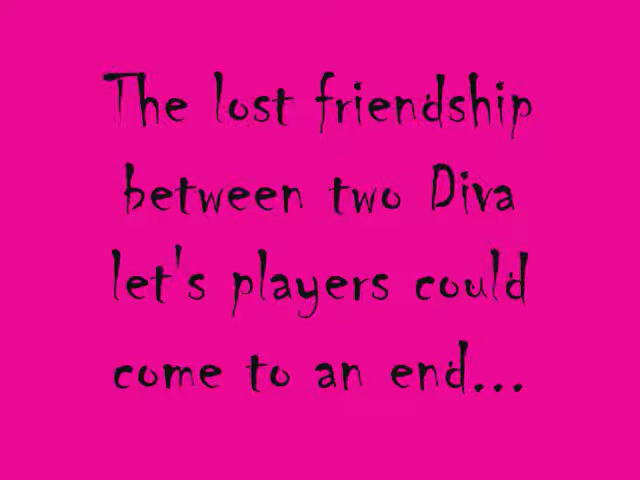 The lost friendship
between two Diva
let's players could
come to an end...